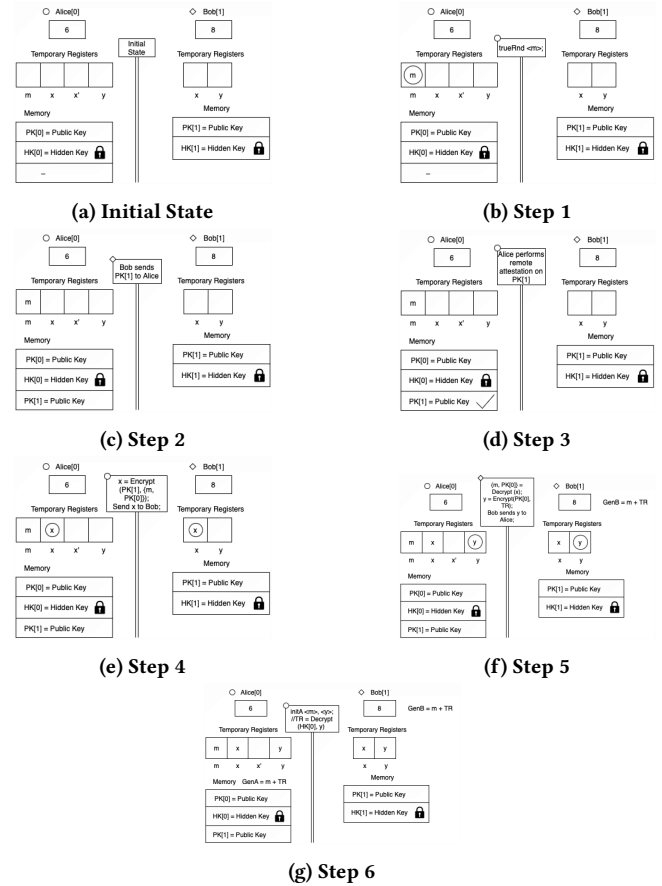 Alice[0]
Bob[1]
6
Initial
State
8
Temporary Registers
Temporary Registers
m x x' y
x y
Memory
Memory
PK[0] = Public Key
PK[1] = Public Key
HK[0] = Hidden Key
HK[1] = Hidden Key
–
(a) Initial State
Alice[0]
Bob[1]
6
trueRnd <m>;
8
Temporary Registers
Temporary Registers
m
m x x' y
x y
Memory
Memory
PK[0] = Public Key
PK[1] = Public Key
HK[0] = Hidden Key
HK[1] = Hidden Key
–
(b) Step 1
Alice[0]
Bob[1]
6
Bob sends
PK[1] to Alice
8
Temporary Registers
Temporary Registers
m
m x x' y
x y
Memory
Memory
PK[0] = Public Key
PK[1] = Public Key
HK[0] = Hidden Key
HK[1] = Hidden Key
PK[1] = Public Key
(c) Step 2
Alice[0]
Bob[1]
6
Alice performs
remote
attestation on
PK[1]
8
Temporary Registers
Temporary Registers
m
m x x' y
x y
Memory
Memory
PK[0] = Public Key
PK[1] = Public Key
HK[0] = Hidden Key
HK[1] = Hidden Key
PK[1] = Public Key
(d) Step 3
Alice[0]
Bob[1]
6
x = Encrypt
(PK[1], {m,
PK[0]});
Send x to Bob;
8
Temporary Registers
Temporary Registers
m x
x
m x x' y
x y
Memory
Memory
PK[0] = Public Key
PK[1] = Public Key
HK[0] = Hidden Key
HK[1] = Hidden Key
PK[1] = Public Key
(e) Step 4
Alice[0]
Bob[1]
6
{m, PK[0]} =
Decrypt (x);
y = Encrypt(PK[0],
TR);
Bob sends y to
Alice;
8
GenB = m + TR
Temporary Registers
Temporary Registers
m x y
x y
m x x' y
x y
Memory
Memory
PK[0] = Public Key
PK[1] = Public Key
HK[0] = Hidden Key
HK[1] = Hidden Key
PK[1] = Public Key
(f) Step 5
Alice[0]
Bob[1]
6
initA <m>, <y>;
//TR = Decrypt
(HK[0], y)
8
GenB = m + TR
Temporary Registers
Temporary Registers
m x y
x y
m x x' y
x y
Memory GenA = m + TR
Memory
PK[0] = Public Key
PK[1] = Public Key
HK[0] = Hidden Key
HK[1] = Hidden Key
PK[1] = Public Key
(g) Step 6